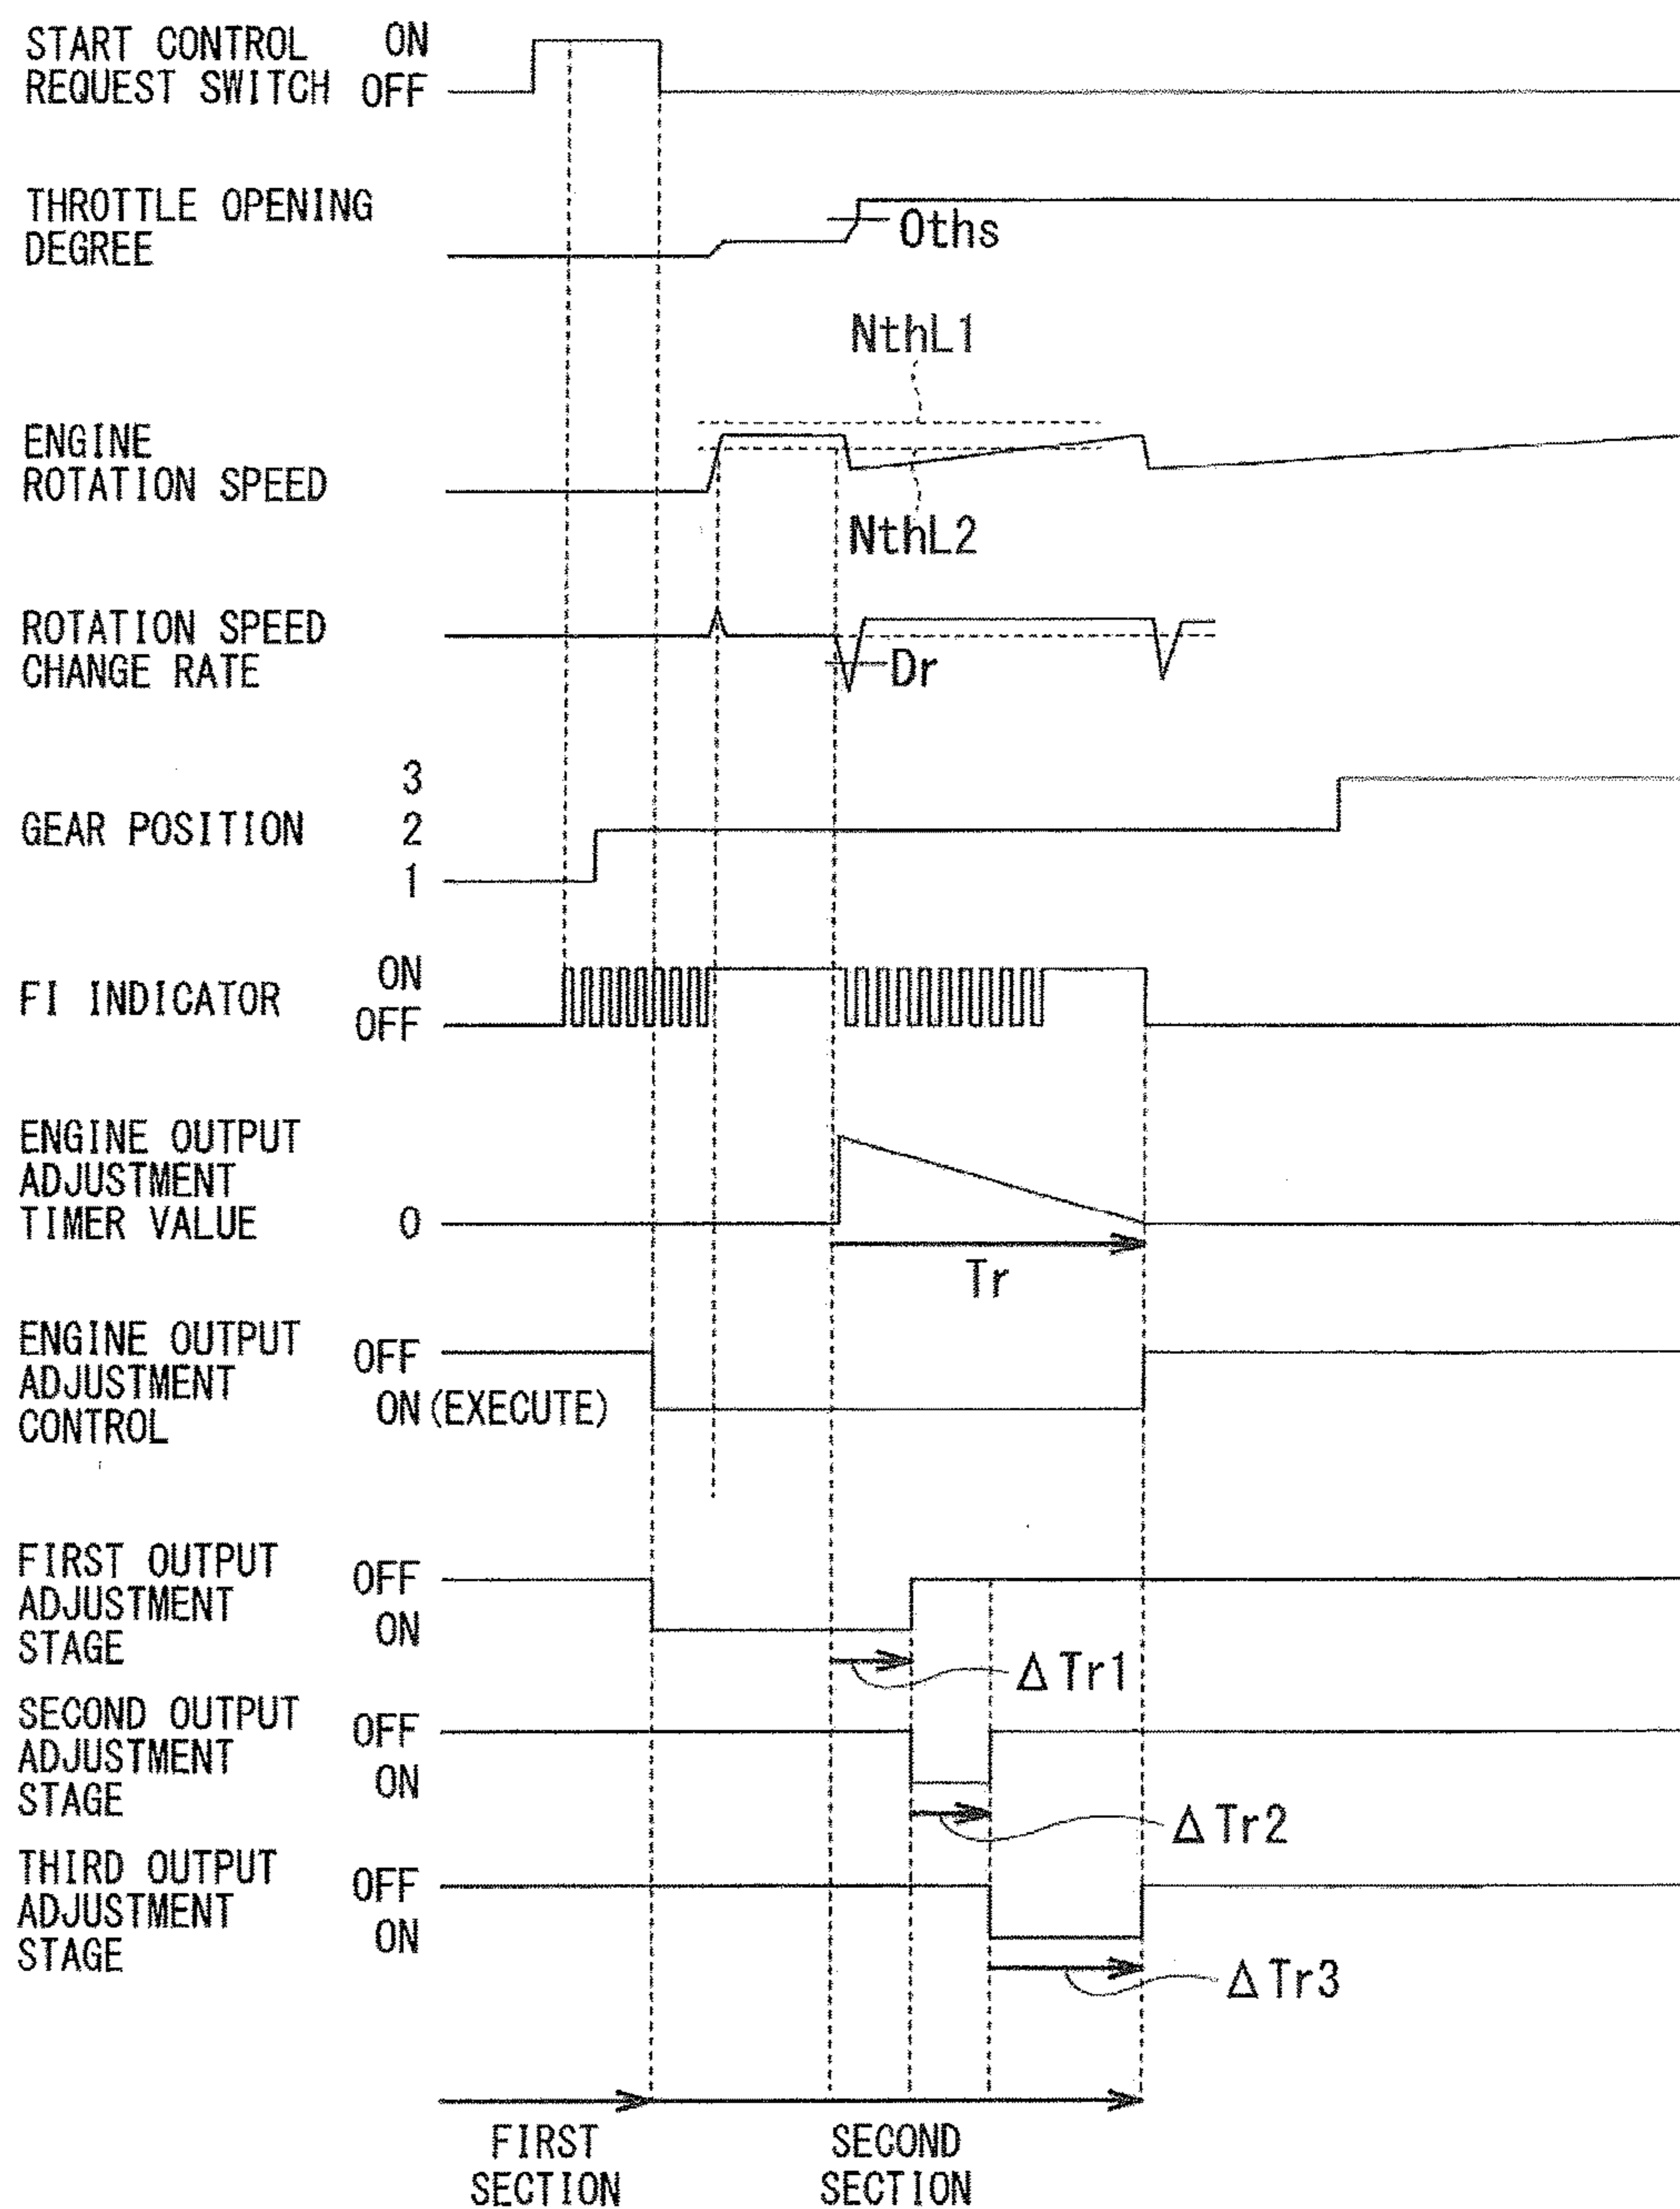 START CONTROL ON
REQUEST SWITCH OFF
THROTTLE OPENING
DEGREE
Oths
NthL1
ENGINE
ROTATION SPEED
NthL2
ROTATION SPEED
CHANGE RATE
Dr
3
GEAR POSITION 2
1
ON
FI INDICATOR
OFF
ENGINE OUTPUT
ADJUSTMENT
TIMER VALUE 0
Tr
ENGINE OUTPUT OFF
ADJUSTMENT ON (EXECUTE)
CONTROL
FIRST OUTPUT OFF
ADJUSTMENT ON
STAGE
Δ Tr1
SECOND OUTPUT OFF
ADJUSTMENT ON
STAGE
Δ Tr2
THIRD OUTPUT OFF
ADJUSTMENT ON
STAGE
Δ Tr3
FIRST SECOND
SECTION SECTION